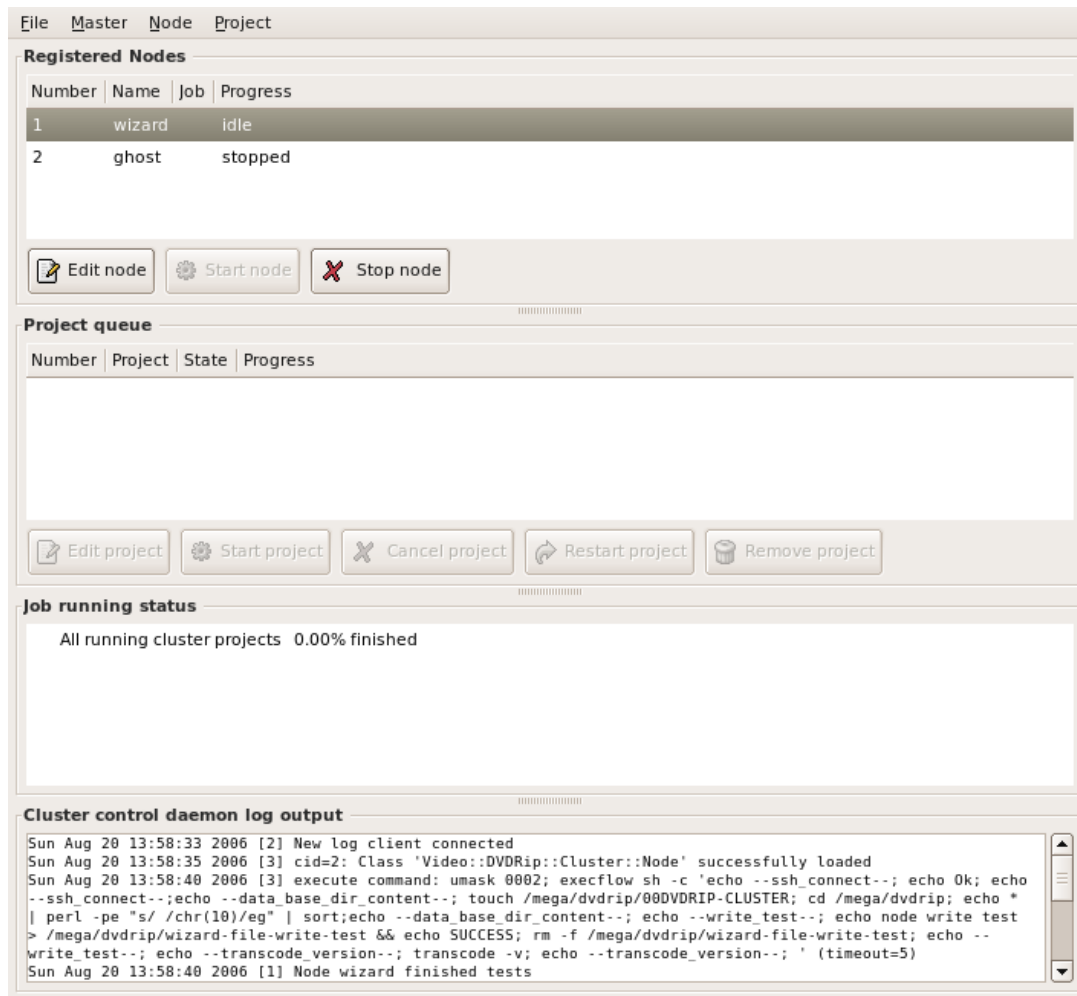 File Master Node Project
Registered Nodes
Number Name Job Progress
1 wizard idle
2 ghost stopped
Edit node Start node Stop node
Project queue
Number Project State Progress
Edit project Start project Cancel project Restart project Remove project
Job running status
All running cluster projects 0.00% finished
Cluster control daemon log output
Sun Aug 20 13:58:33 2006 [2] New log client connected
Sun Aug 20 13:58:35 2006 [3] cid=2: Class 'Video::DVDRip::Cluster::Node' successfully loaded
Sun Aug 20 13:58:40 2006 [3] execute command: umask 0002; execflow sh -c 'echo --ssh_connect--; echo Ok; echo
--ssh_connect--;echo --data_base_dir_content--; touch /mega/dvdrip/00DVDRIP-CLUSTER; cd /mega/dvdrip; echo *
| perl -pe "s/ /chr(10)/eg" | sort;echo --data_base_dir_content--; echo --write_test--; echo node write test
> /mega/dvdrip/wizard-file-write-test && echo SUCCESS; rm -f /mega/dvdrip/wizard-file-write-test; echo --
write_test--; echo --transcode_version--; transcode -v; echo --transcode_version--; ' (timeout=5)
Sun Aug 20 13:58:40 2006 [1] Node wizard finished tests